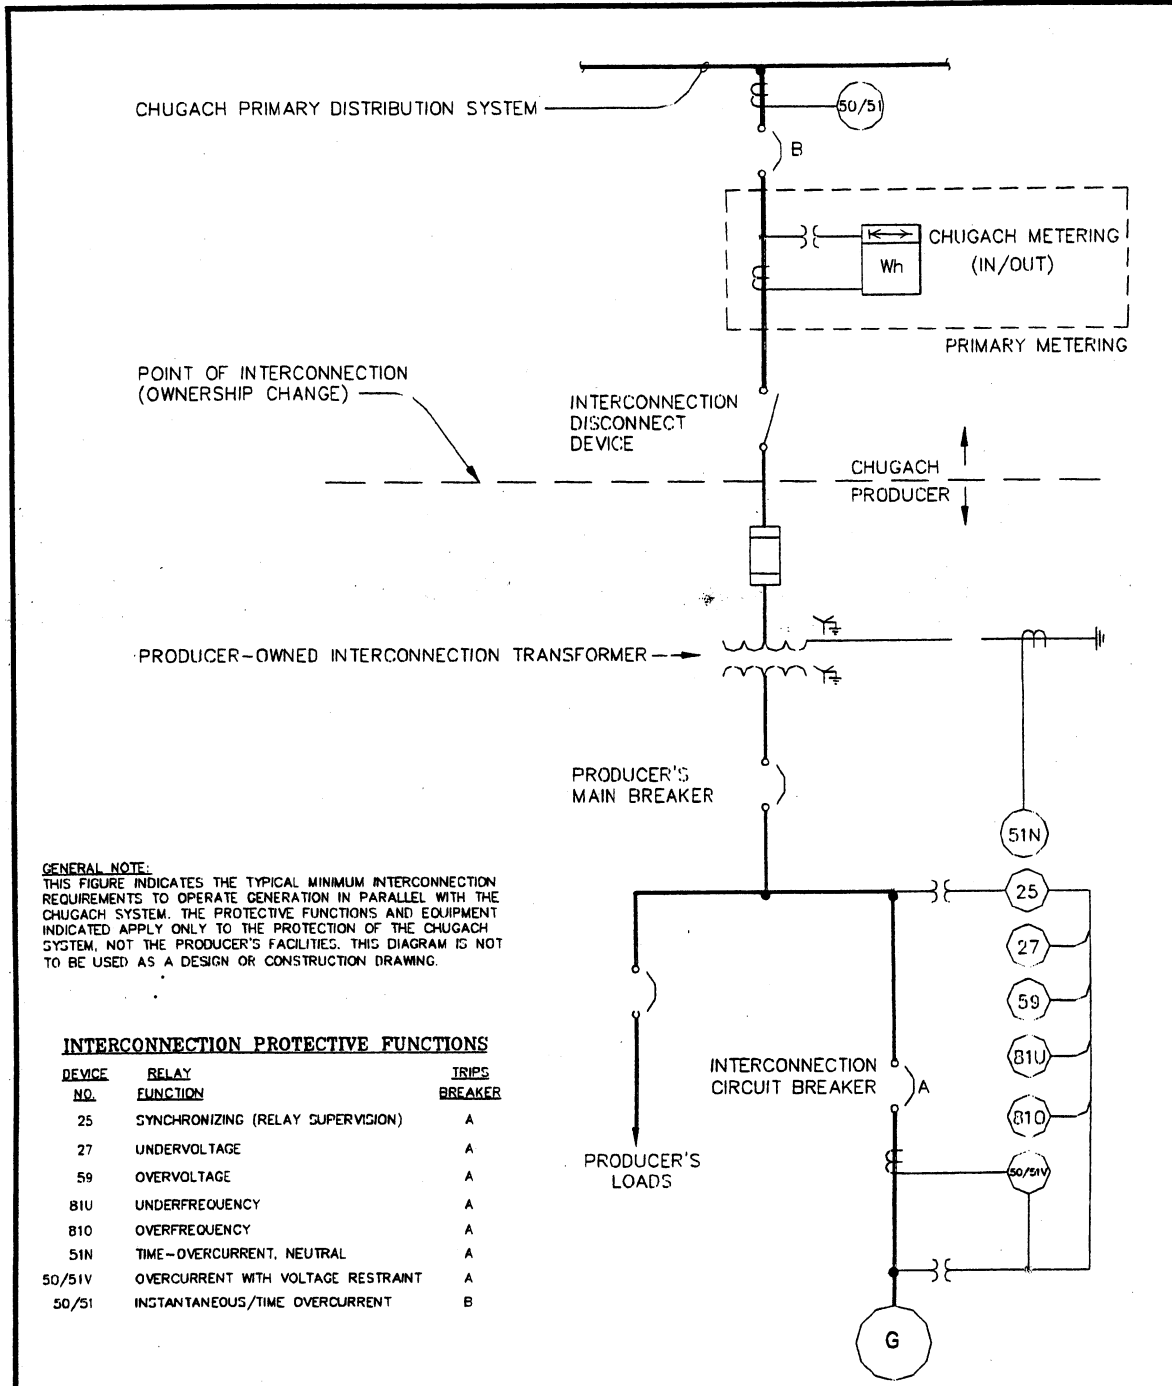 CHUGACH PRIMARY DISTRIBUTION SYSTEM
50/51
B
CHUGACH METERING
(IN/OUT)
Wh
PRIMARY METERING
POINT OF INTERCONNECTION
(OWNERSHIP CHANGE)
INTERCONNECTION
DISCONNECT
DEVICE
CHUGACH
PRODUCER
PRODUCER-OWNED INTERCONNECTION TRANSFORMER
PRODUCER'S
MAIN BREAKER
51N
GENERAL NOTE:
THIS FIGURE INDICATES THE TYPICAL MINIMUM INTERCONNECTION
REQUIREMENTS TO OPERATE GENERATION IN PARALLEL WITH THE
CHUGACH SYSTEM. THE PROTECTIVE FUNCTIONS AND EQUIPMENT
INDICATED APPLY ONLY TO THE PROTECTION OF THE CHUGACH
SYSTEM, NOT THE PRODUCER'S FACILITIES. THIS DIAGRAM IS NOT
TO BE USED AS A DESIGN OR CONSTRUCTION DRAWING.
25
27
59
81U
81O
50/51V
INTERCONNECTION
CIRCUIT BREAKER
A
PRODUCER'S
LOADS
G
INTERCONNECTION PROTECTIVE FUNCTIONS
DEVICE NO. RELAY FUNCTION TRIPS BREAKER
25 SYNCHRONIZING (RELAY SUPERVISION) A
27 UNDERVOLTAGE A
59 OVERVOLTAGE A
81U UNDERFREQUENCY A
81O OVERFREQUENCY A
51N TIME-OVERCURRENT, NEUTRAL A
50/51V OVERCURRENT WITH VOLTAGE RESTRAINT A
50/51 INSTANTANEOUS/TIME OVERCURRENT B